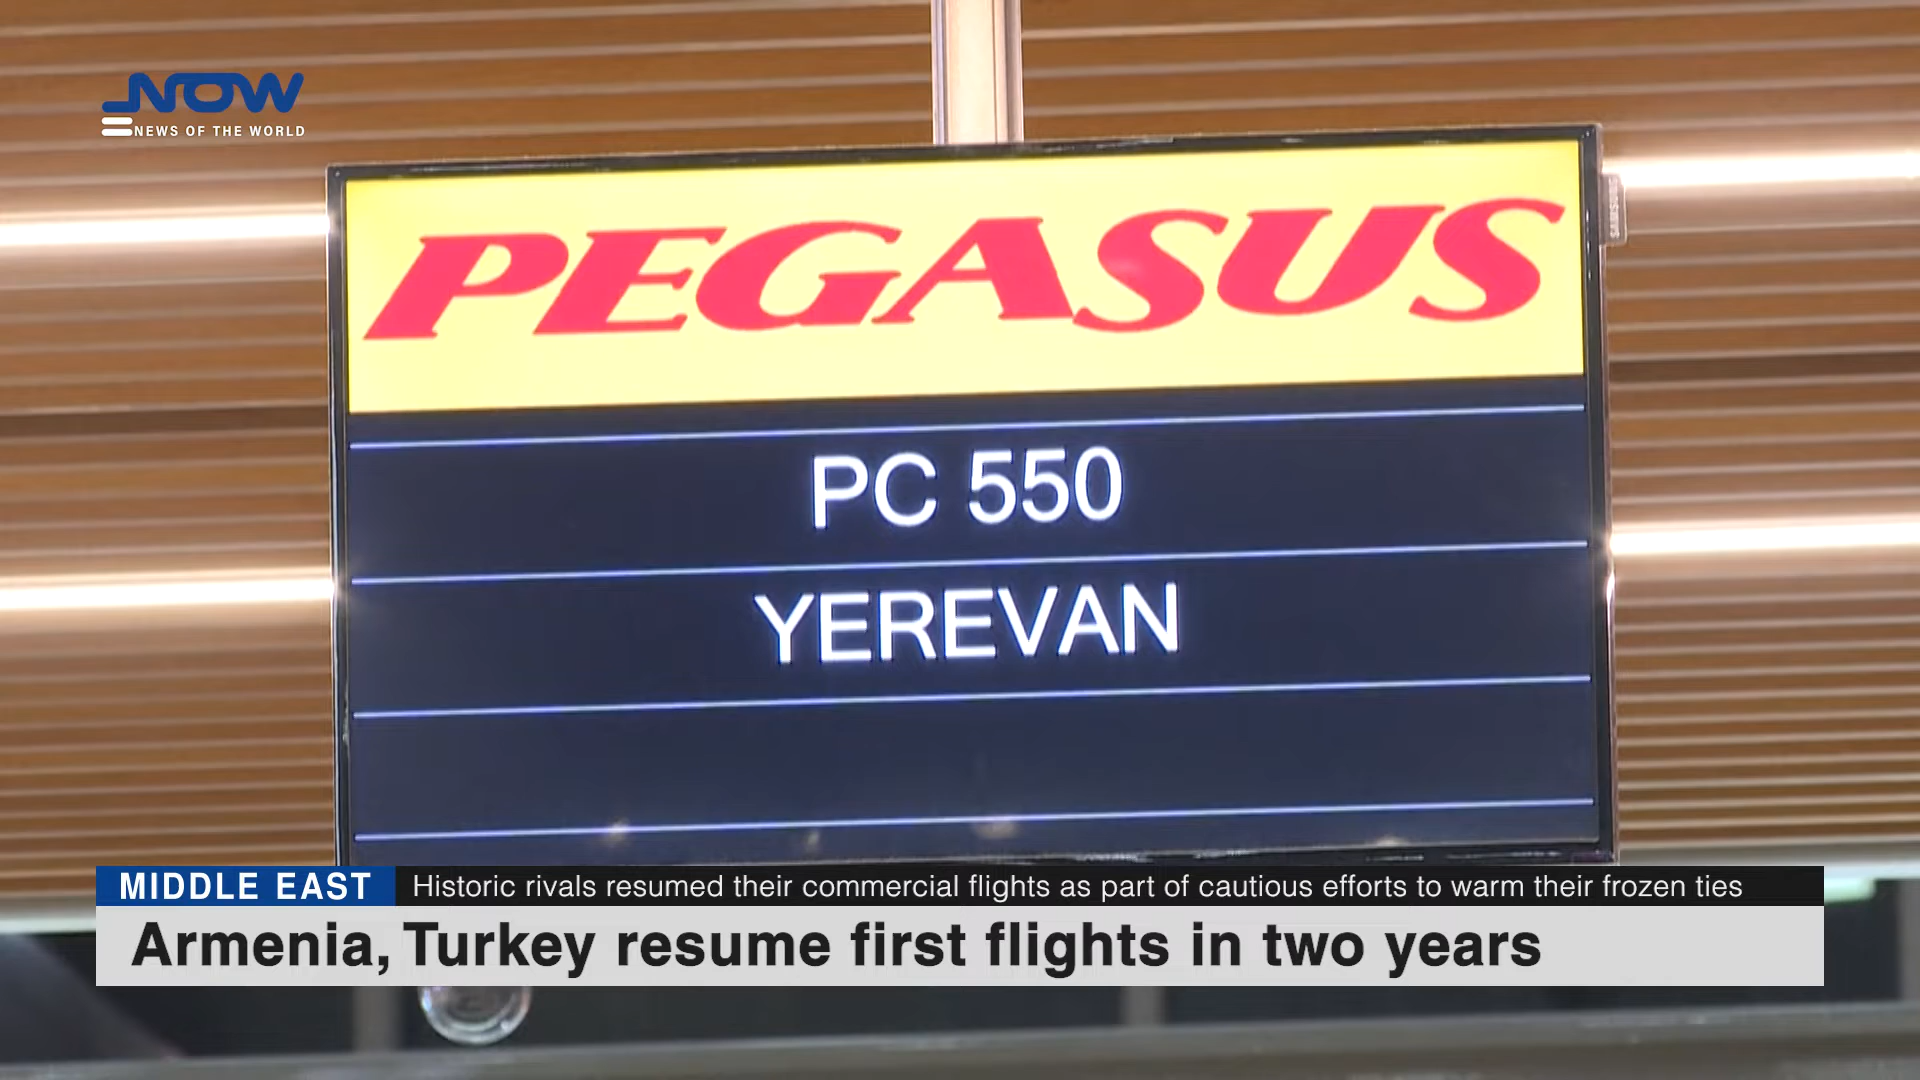 NOW
NEWS OF THE WORLD
PEGASUS
SAMSUNG
PC 550
YEREVAN
MIDDLE EAST
Historic rivals resumed their commercial flights as part of cautious efforts to warm their frozen ties
Armenia, Turkey resume first flights in two years